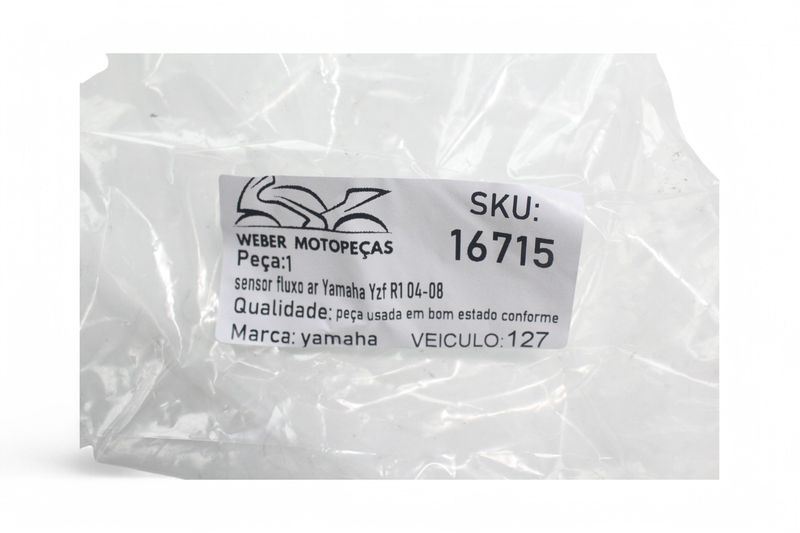 WEBER MOTOPEÇAS
SKU:
16715
Peça:1
sensor fluxo ar Yamaha Yzf R1 04-08
Qualidade: peça usada em bom estado conforme
Marca: yamaha VEICULO: 127